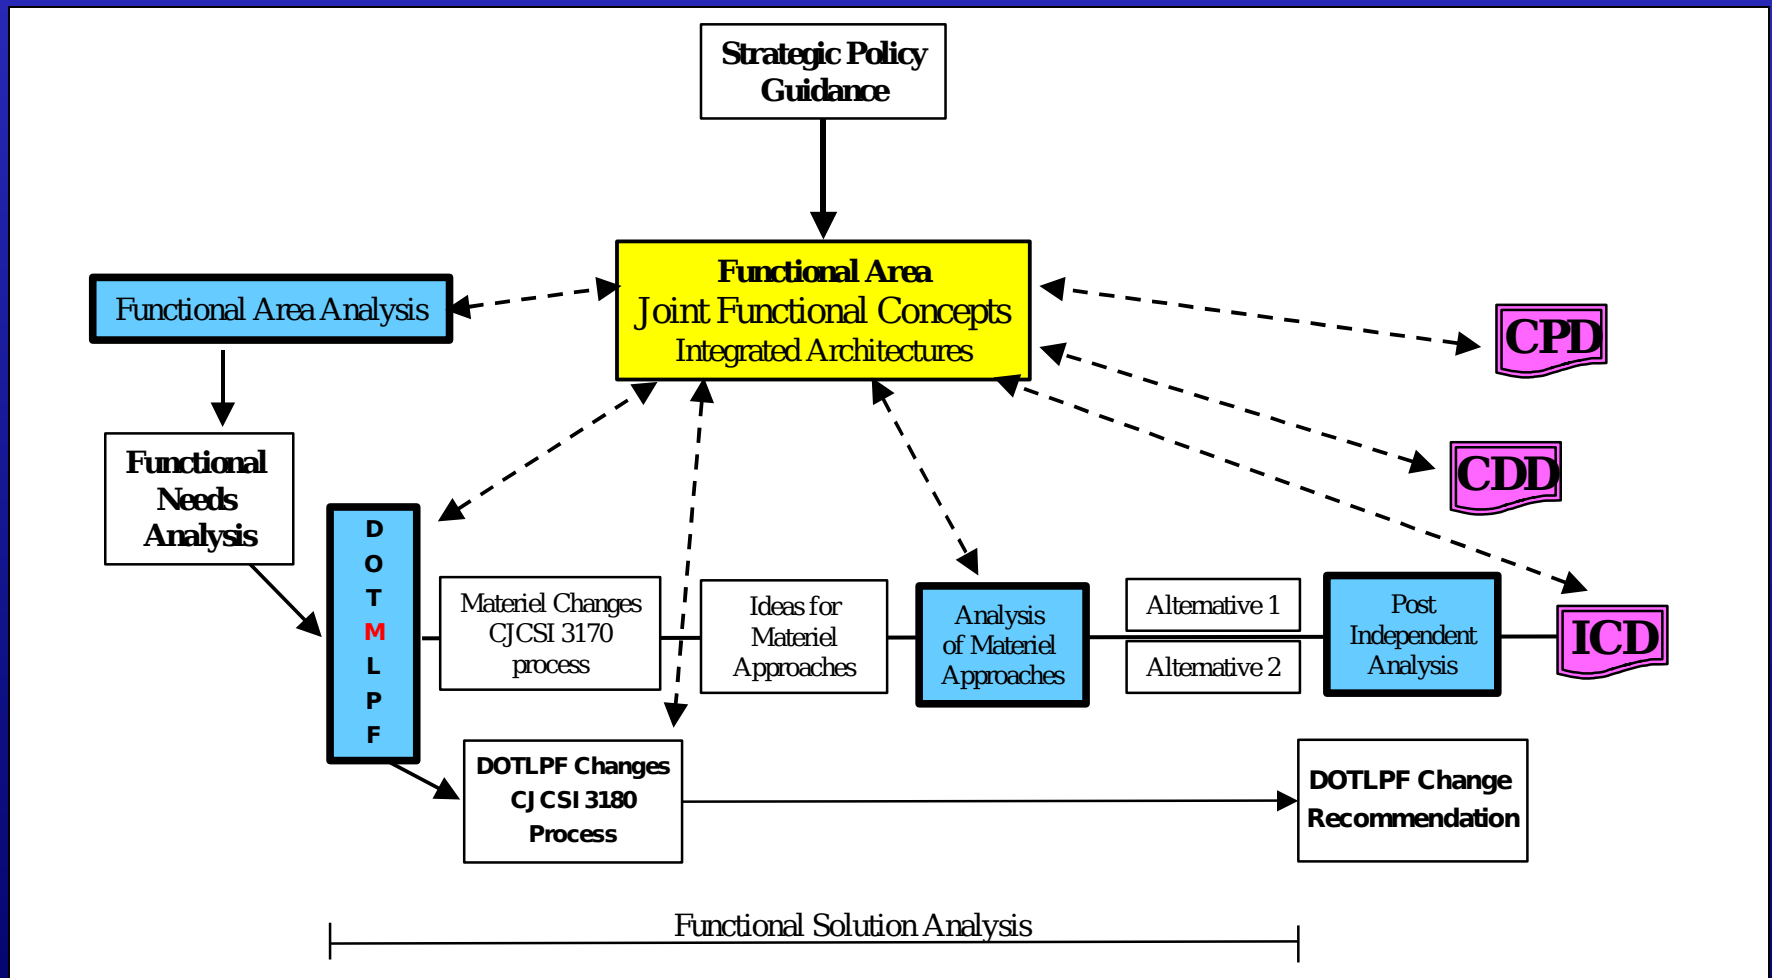 Strategic Policy
Guidance
Functional Area
Joint Functional Concepts
Integrated Architectures
Functional Area Analysis
CPD
Functional
Needs
Analysis
CDD
D
O
T
M
L
P
F
Materiel Changes
CJCSI 3170
process
Ideas for
Materiel
Approaches
Analysis
of Materiel
Approaches
Alternative 1
Alternative 2
Post
Independent
Analysis
ICD
DOTLPF Changes
CJCSI 3180
Process
DOTLPF Change
Recommendation
Functional Solution Analysis